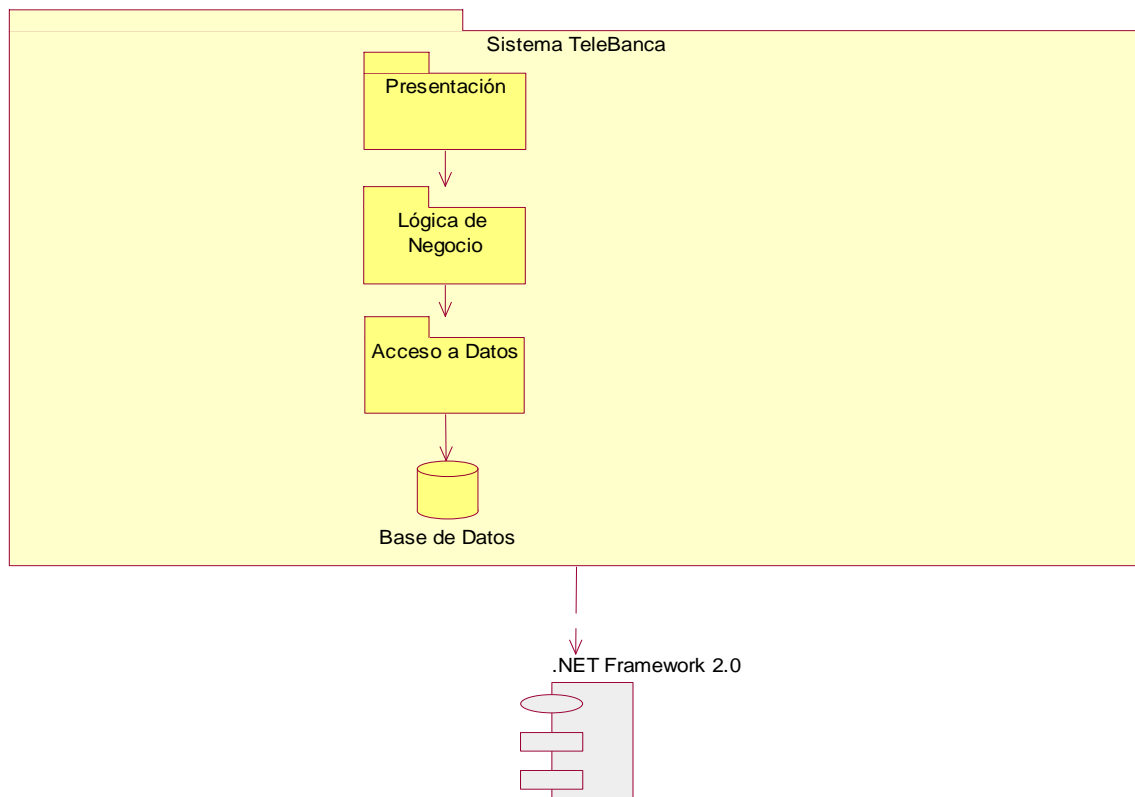 Sistema TeleBanca
Presentación
Lógica de
Negocio
Acceso a Datos
Base de Datos
.NET Framework 2.0